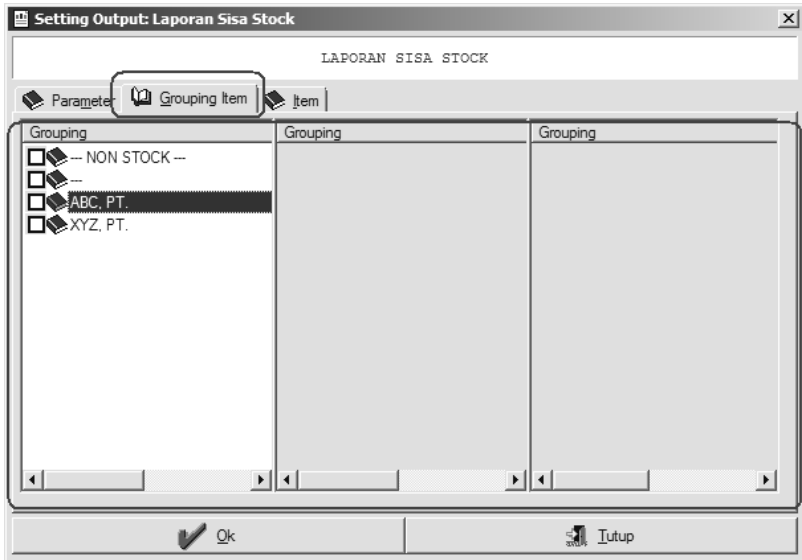 Setting Output: Laporan Sisa Stock
LAPORAN SISA STOCK
Parameter Grouping Item Item
Grouping Grouping Grouping
--- NON STOCK ---
---
ABC, PT.
XYZ, PT.
Ok Tutup